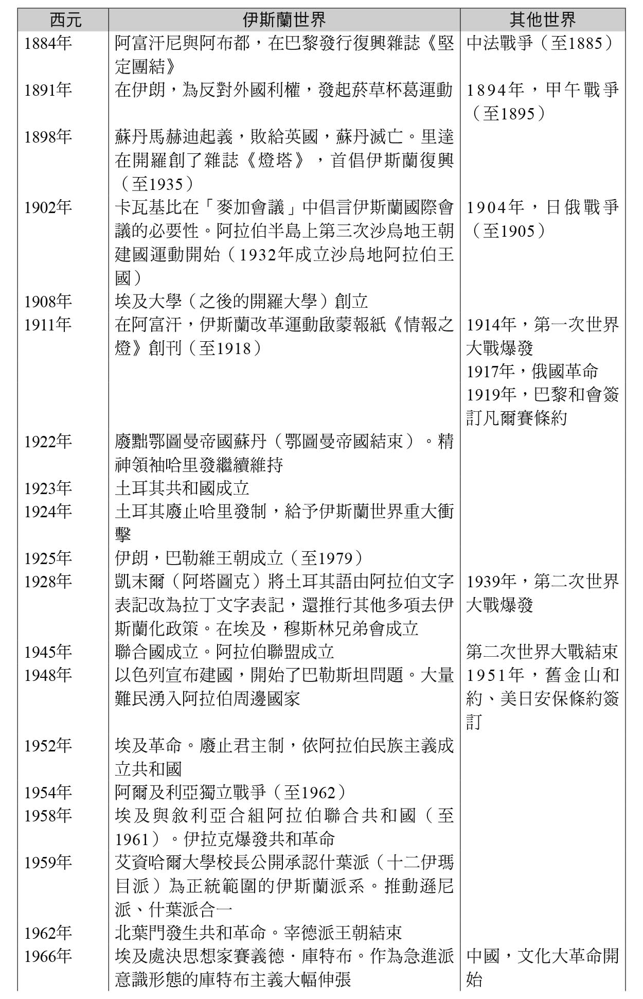 西元 伊斯蘭世界 其他世界
1884年 阿富汗尼與阿布都，在巴黎發行復興雜誌《堅 中法戰爭（至1885）
定團結》
1891年 在伊朗，為反對外國利權，發起菸草杯葛運動 1894年，甲午戰爭
（至1895）
1898年 蘇丹馬赫迪起義，敗給英國，蘇丹滅亡。里達
在開羅創了雜誌《燈塔》，首倡伊斯蘭復興
（至1935）
1902年 卡瓦基比在「麥加會議」中倡言伊斯蘭國際會 1904年，日俄戰爭
議的必要性。阿拉伯半島上第三次沙烏地王朝 （至1905）
建國運動開始（1932年成立沙烏地阿拉伯王
國）
1908年 埃及大學（之後的開羅大學）創立
1911年 在阿富汗，伊斯蘭改革運動啟蒙報紙《情報之 1914年，第一次世界
燈》創刊（至1918） 大戰爆發
1917年，俄國革命
1919年，巴黎和會簽
訂凡爾賽條約
1922年 廢黜鄂圖曼帝國蘇丹（鄂圖曼帝國結束）。精
神領袖哈里發繼續維持
1923年 土耳其共和國成立
1924年 土耳其廢止哈里發制，給予伊斯蘭世界重大衝
擊
1925年 伊朗，巴勒維王朝成立（至1979）
1928年 凱末爾（阿塔圖克）將土耳其語由阿拉伯文字 1939年，第二次世界
表記改為拉丁文字表記，還推行其他多項去伊 大戰爆發
斯蘭化政策。在埃及，穆斯林兄弟會成立
1945年 聯合國成立。阿拉伯聯盟成立 第二次世界大戰結束
1948年 以色列宣布建國，開始了巴勒斯坦問題。大量 1951年，舊金山和
難民湧入阿拉伯周邊國家 約、美日安保條約簽
訂
1952年 埃及革命。廢止君主制，依阿拉伯民族主義成
立共和國
1954年 阿爾及利亞獨立戰爭（至1962）
1958年 埃及與敘利亞合組阿拉伯聯合共和國（至
1961）。伊拉克爆發共和革命
1959年 艾資哈爾大學校長公開承認什葉派（十二伊瑪
目派）為正統範圍的伊斯蘭派系。推動遜尼
派、什葉派合一
1962年 北葉門發生共和革命。宰德派王朝結束
1966年 埃及處決思想家賽義德．庫特布。作為急進派 中國，文化大革命開
意識形態的庫特布主義大幅伸張 始